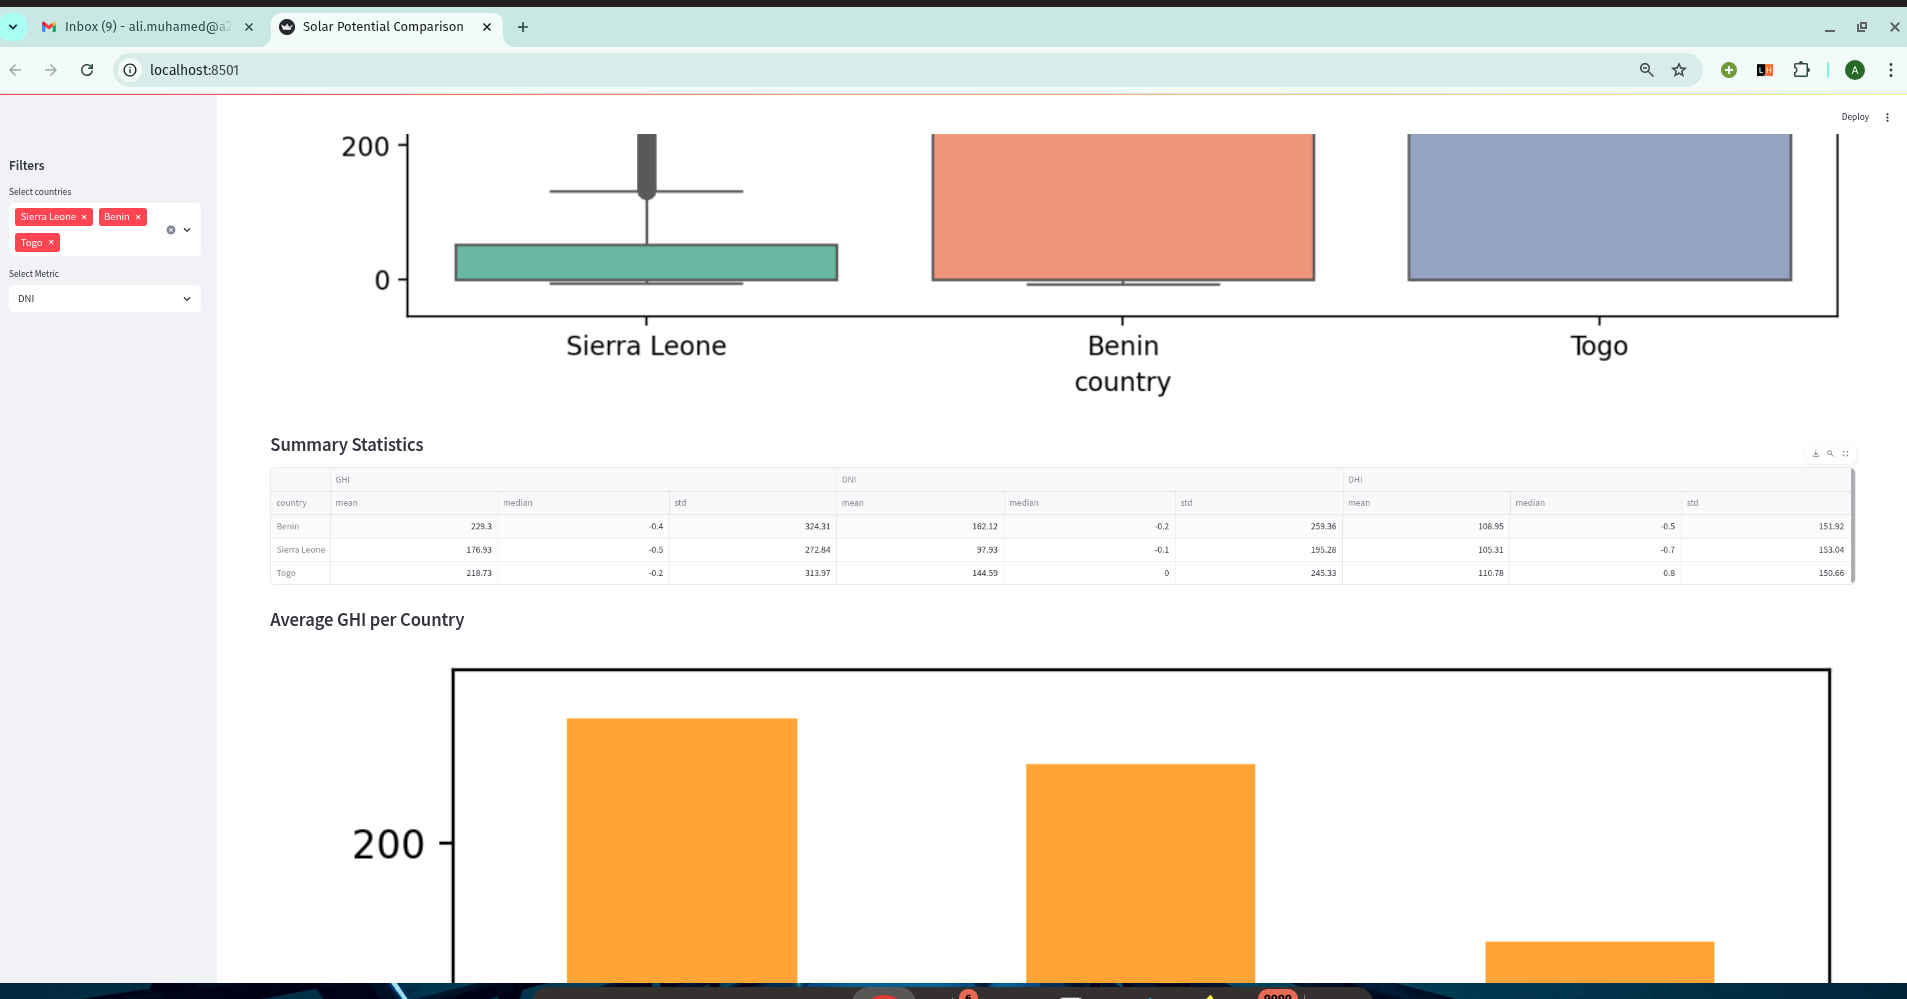 Inbox (9) - ali.muhamed@a2
Solar Potential Comparison
localhost:8501
A
Deploy
Filters
Select countries
Sierra Leone
Benin
Togo
Select Metric
DNI
200
0
Sierra Leone Benin Togo
country
Summary Statistics
GHI DNI DHI
country mean median std mean median std mean median std
Benin 229.3 -0.4 324.31 162.12 -0.2 259.36 108.95 -0.5 151.92
Sierra Leone 176.93 -0.5 272.84 97.93 -0.1 195.28 105.31 -0.7 153.04
Togo 218.73 -0.2 313.97 144.59 0 245.33 110.78 0.8 150.66
Average GHI per Country
200